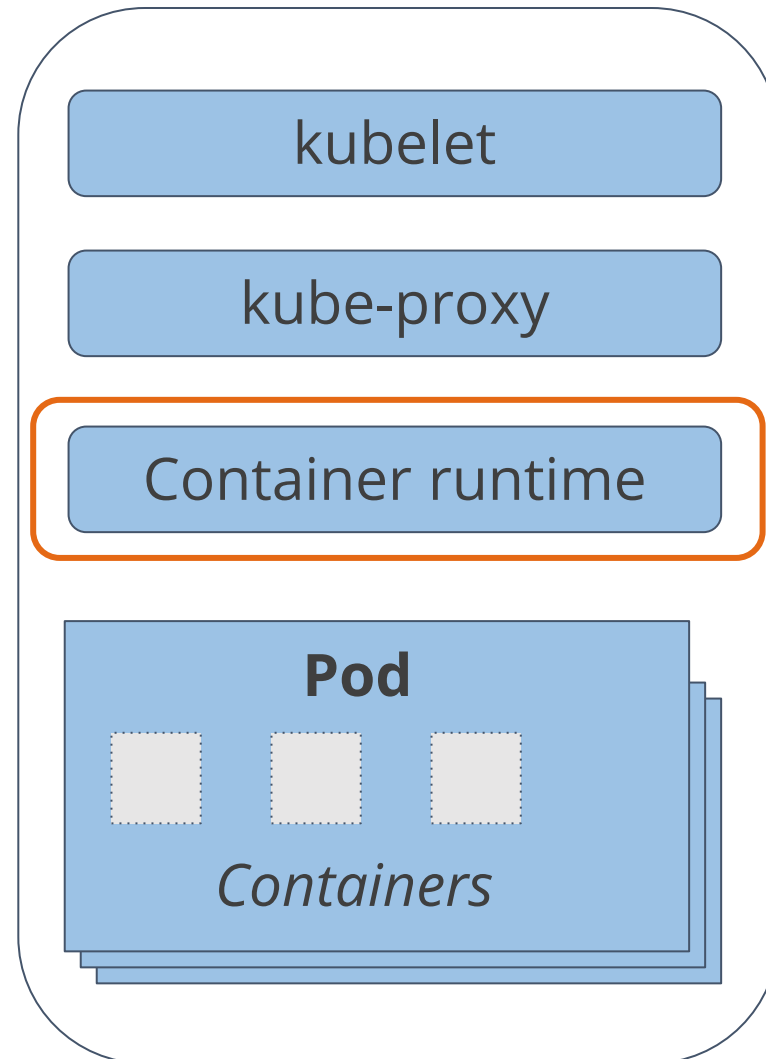 kubelet
kube-proxy
Container runtime
Pod
Containers